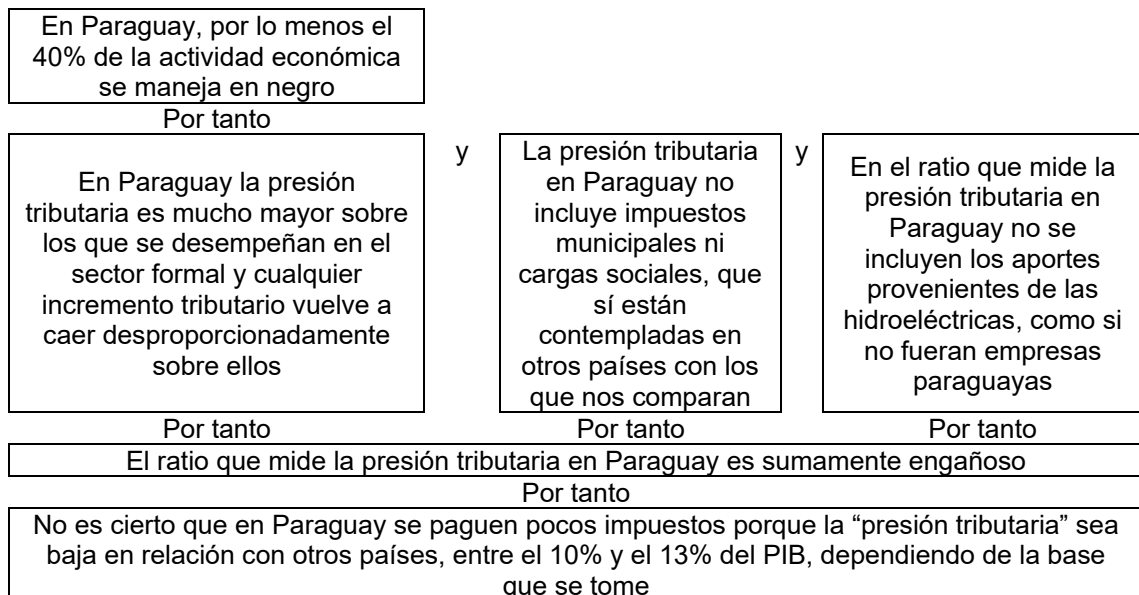 En Paraguay, por lo menos el
40% de la actividad económica
se maneja en negro
Por tanto
En Paraguay la presión
tributaria es mucho mayor sobre
los que se desempeñan en el
sector formal y cualquier
incremento tributario vuelve a
caer desproporcionadamente
sobre ellos
y
La presión tributaria
en Paraguay no
incluye impuestos
municipales ni
cargas sociales, que
sí están
contempladas en
otros países con los
que nos comparan
y
En el ratio que mide la
presión tributaria en
Paraguay no se
incluyen los aportes
provenientes de las
hidroeléctricas, como si
no fueran empresas
paraguayas
Por tanto
Por tanto
Por tanto
El ratio que mide la presión tributaria en Paraguay es sumamente engañoso
Por tanto
No es cierto que en Paraguay se paguen pocos impuestos porque la “presión tributaria” sea
baja en relación con otros países, entre el 10% y el 13% del PIB, dependiendo de la base
que se tome